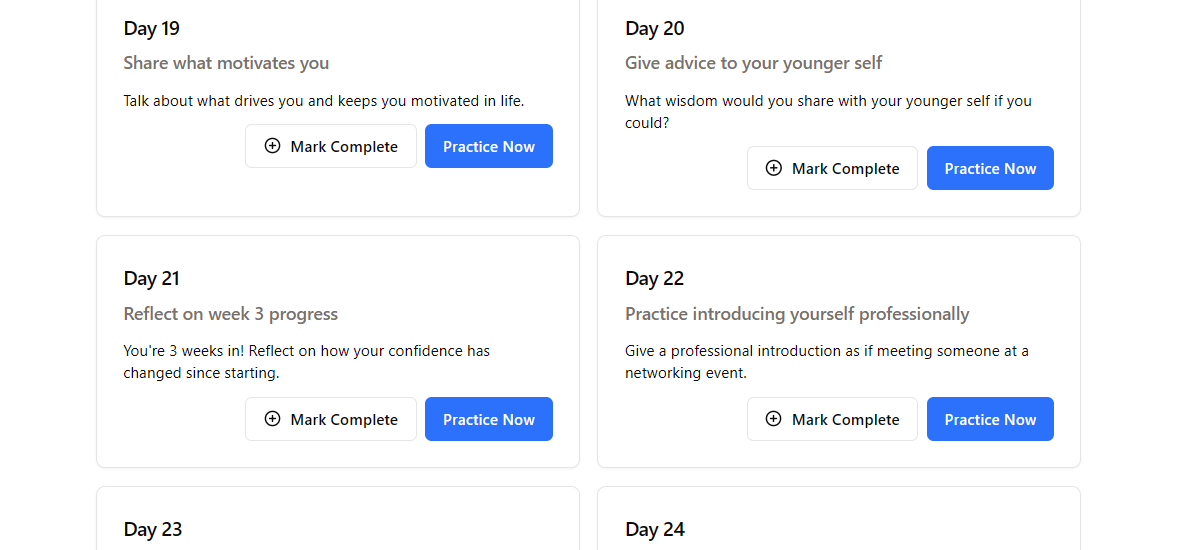 Day 19
Share what motivates you
Talk about what drives you and keeps you motivated in life.
Mark Complete
Practice Now
Day 20
Give advice to your younger self
What wisdom would you share with your younger self if you
could?
Mark Complete
Practice Now
Day 21
Reflect on week 3 progress
You're 3 weeks in! Reflect on how your confidence has
changed since starting.
Mark Complete
Practice Now
Day 22
Practice introducing yourself professionally
Give a professional introduction as if meeting someone at a
networking event.
Mark Complete
Practice Now
Day 23
Day 24